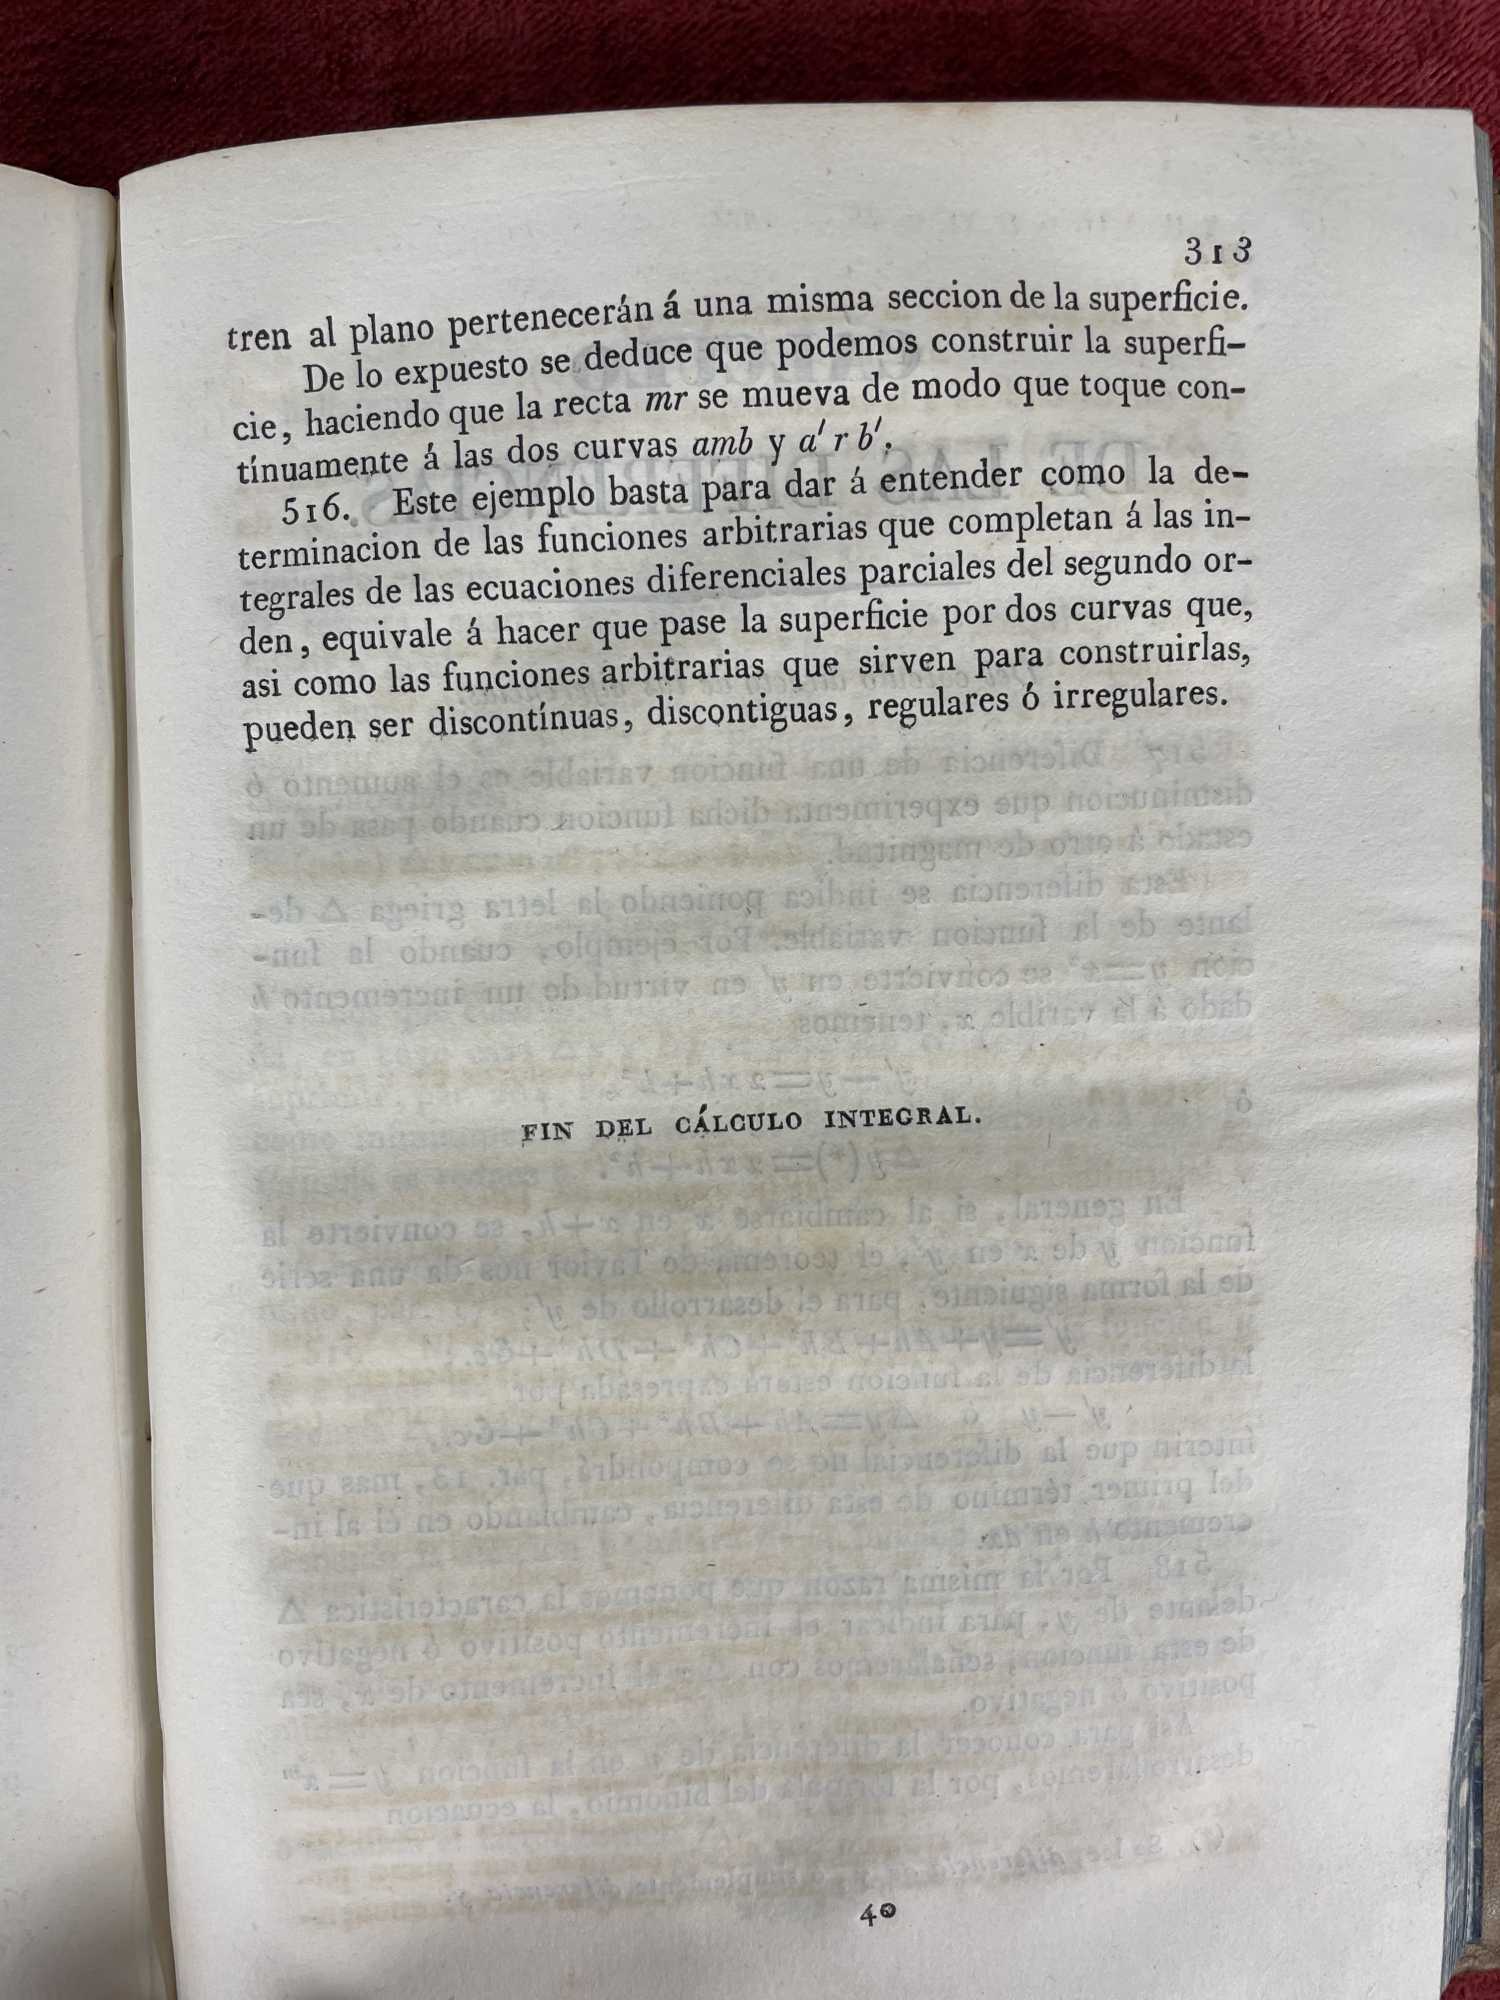 313
tren al plano pertenecerán á una misma seccion de la superficie.
De lo expuesto se deduce que podemos construir la superfi-
cie, haciendo que la recta mr se mueva de modo que toque con-
tínuamente á las dos curvas amb y a' r b'.
516. Este ejemplo basta para dar á entender como la de-
terminacion de las funciones arbitrarias que completan á las in-
tegrales de las ecuaciones diferenciales parciales del segundo or-
den, equivale á hacer que pase la superficie por dos curvas que,
asi como las funciones arbitrarias que sirven para construirlas,
pueden ser discontínuas, discontiguas, regulares ó irregulares.
FIN DEL CÁLCULO INTEGRAL.
40